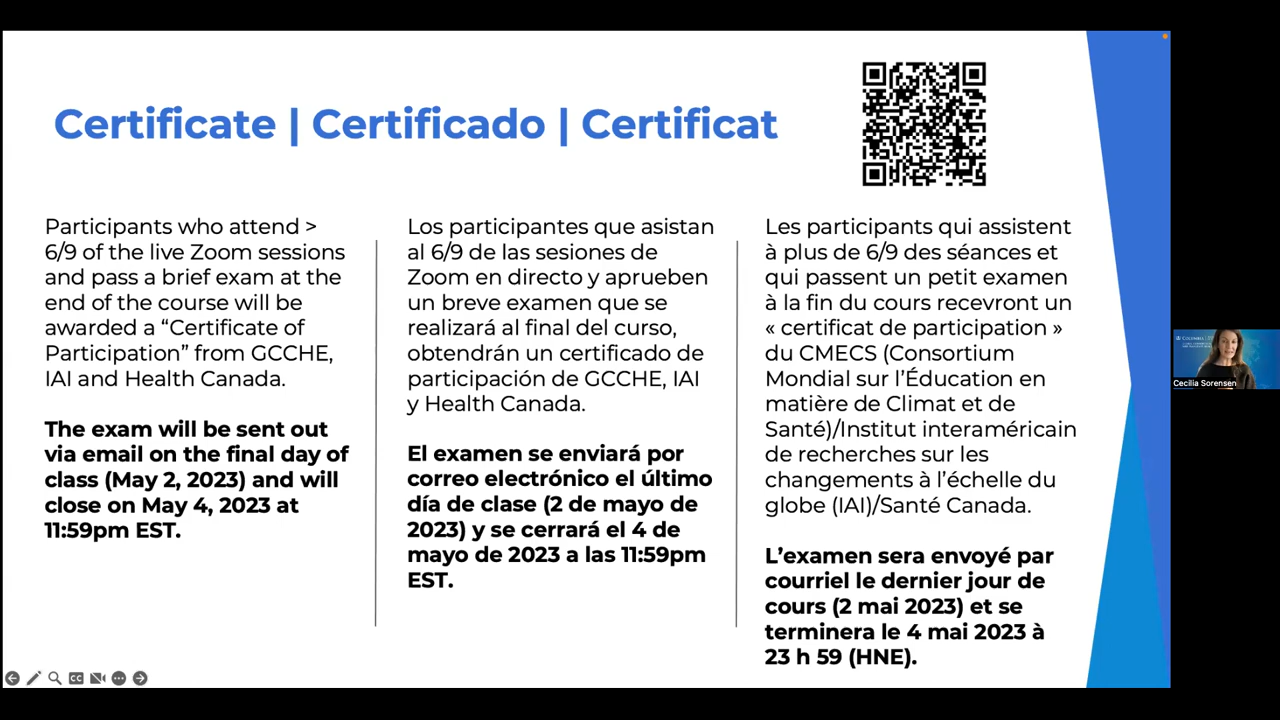 Certificate | Certificado | Certificat
Participants who attend >
6/9 of the live Zoom sessions
and pass a brief exam at the
end of the course will be
awarded a “Certificate of
Participation” from GCCHE,
IAI and Health Canada.
The exam will be sent out
via email on the final day of
class (May 2, 2023) and will
close on May 4, 2023 at
11:59pm EST.
Los participantes que asistan
al 6/9 de las sesiones de
Zoom en directo y aprueben
un breve examen que se
realizará al final del curso,
obtendrán un certificado de
participación de GCCHE, IAI
y Health Canada.
El examen se enviará por
correo electrónico el último
día de clase (2 de mayo de
2023) y se cerrará el 4 de
mayo de 2023 a las 11:59pm
EST.
Les participants qui assistent
à plus de 6/9 des séances et
qui passent un petit examen
à la fin du cours recevront un
« certificat de participation »
du CMECS (Consortium
Mondial sur l’Éducation en
matière de Climat et de
Santé)/Institut interaméricain
de recherches sur les
changements à l’échelle du
globe (IAI)/Santé Canada.
L’examen sera envoyé par
courriel le dernier jour de
cours (2 mai 2023) et se
terminera le 4 mai 2023 à
23 h 59 (HNE).
CC
Cecilia Sorensen